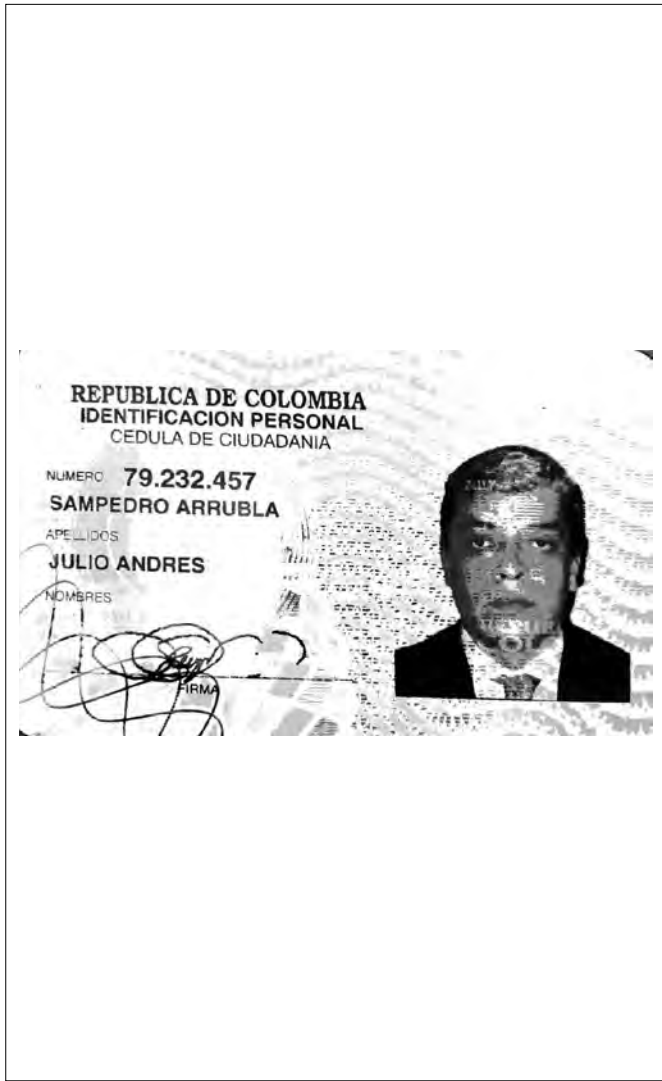 REPUBLICA DE COLOMBIA
IDENTIFICACION PERSONAL
CEDULA DE CIUDADANIA
NUMERO 79.232.457
SAMPEDRO ARRUBLA
APELLIDOS
JULIO ANDRES
NOMBRES
FIRMA